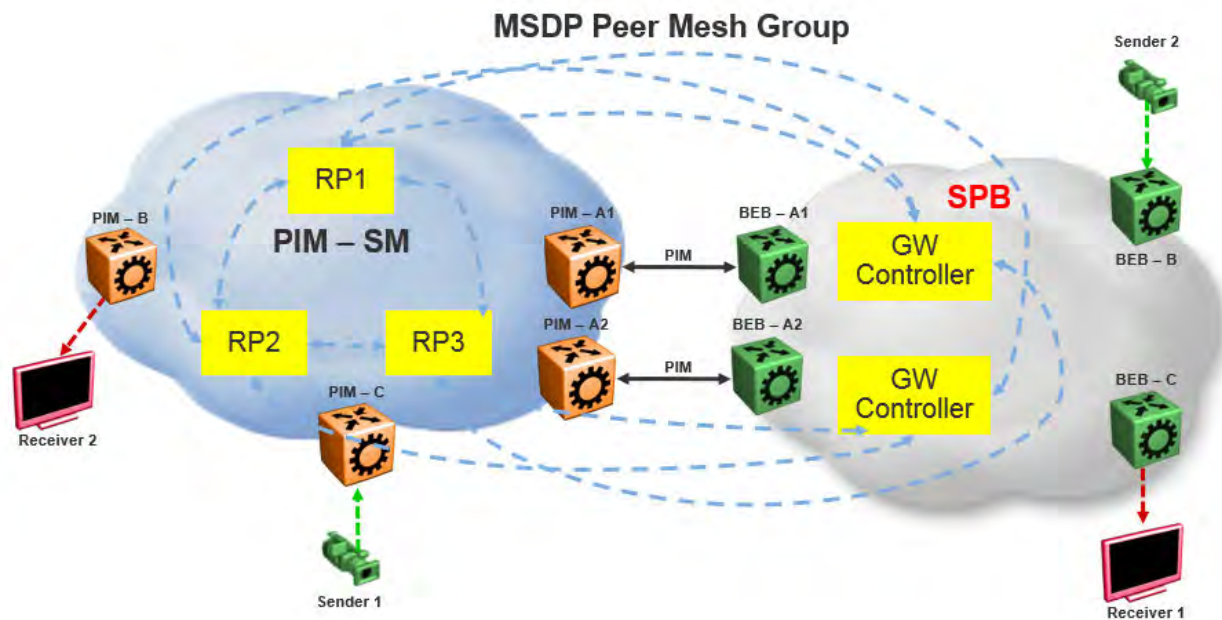 MSDP Peer Mesh Group
Sender 2
RP1
SPB
PIM – B
PIM – A1
BEB – A1
PIM – SM
PIM
GW
Controller
BEB – B
RP2
RP3
PIM – A2
BEB – A2
PIM
GW
Controller
PIM – C
BEB – C
Receiver 2
Sender 1
Receiver 1